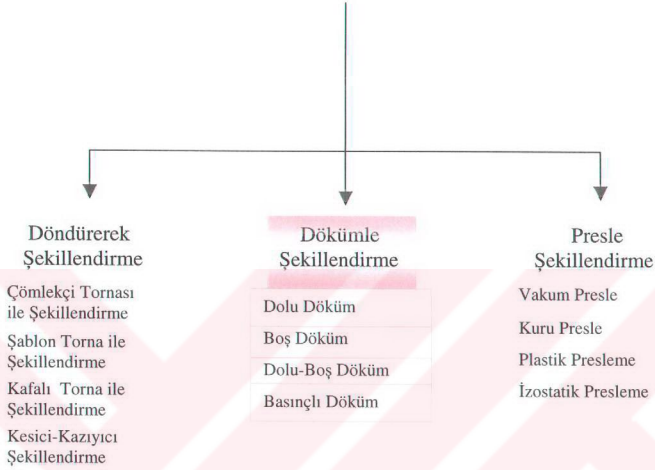 Döndürerek
Şekillendirme
Çömlekçi Tornası
ile Şekillendirme
Şablon Torna ile
Şekillendirme
Kafalı Torna ile
Şekillendirme
Kesici-Kazıyıcı
Şekillendirme
Dökümle
Şekillendirme
Dolu Döküm
Boş Döküm
Dolu-Boş Döküm
Basınçlı Döküm
Presle
Şekillendirme
Vakum Presle
Kuru Presle
Plastik Presleme
İzostatik Presleme